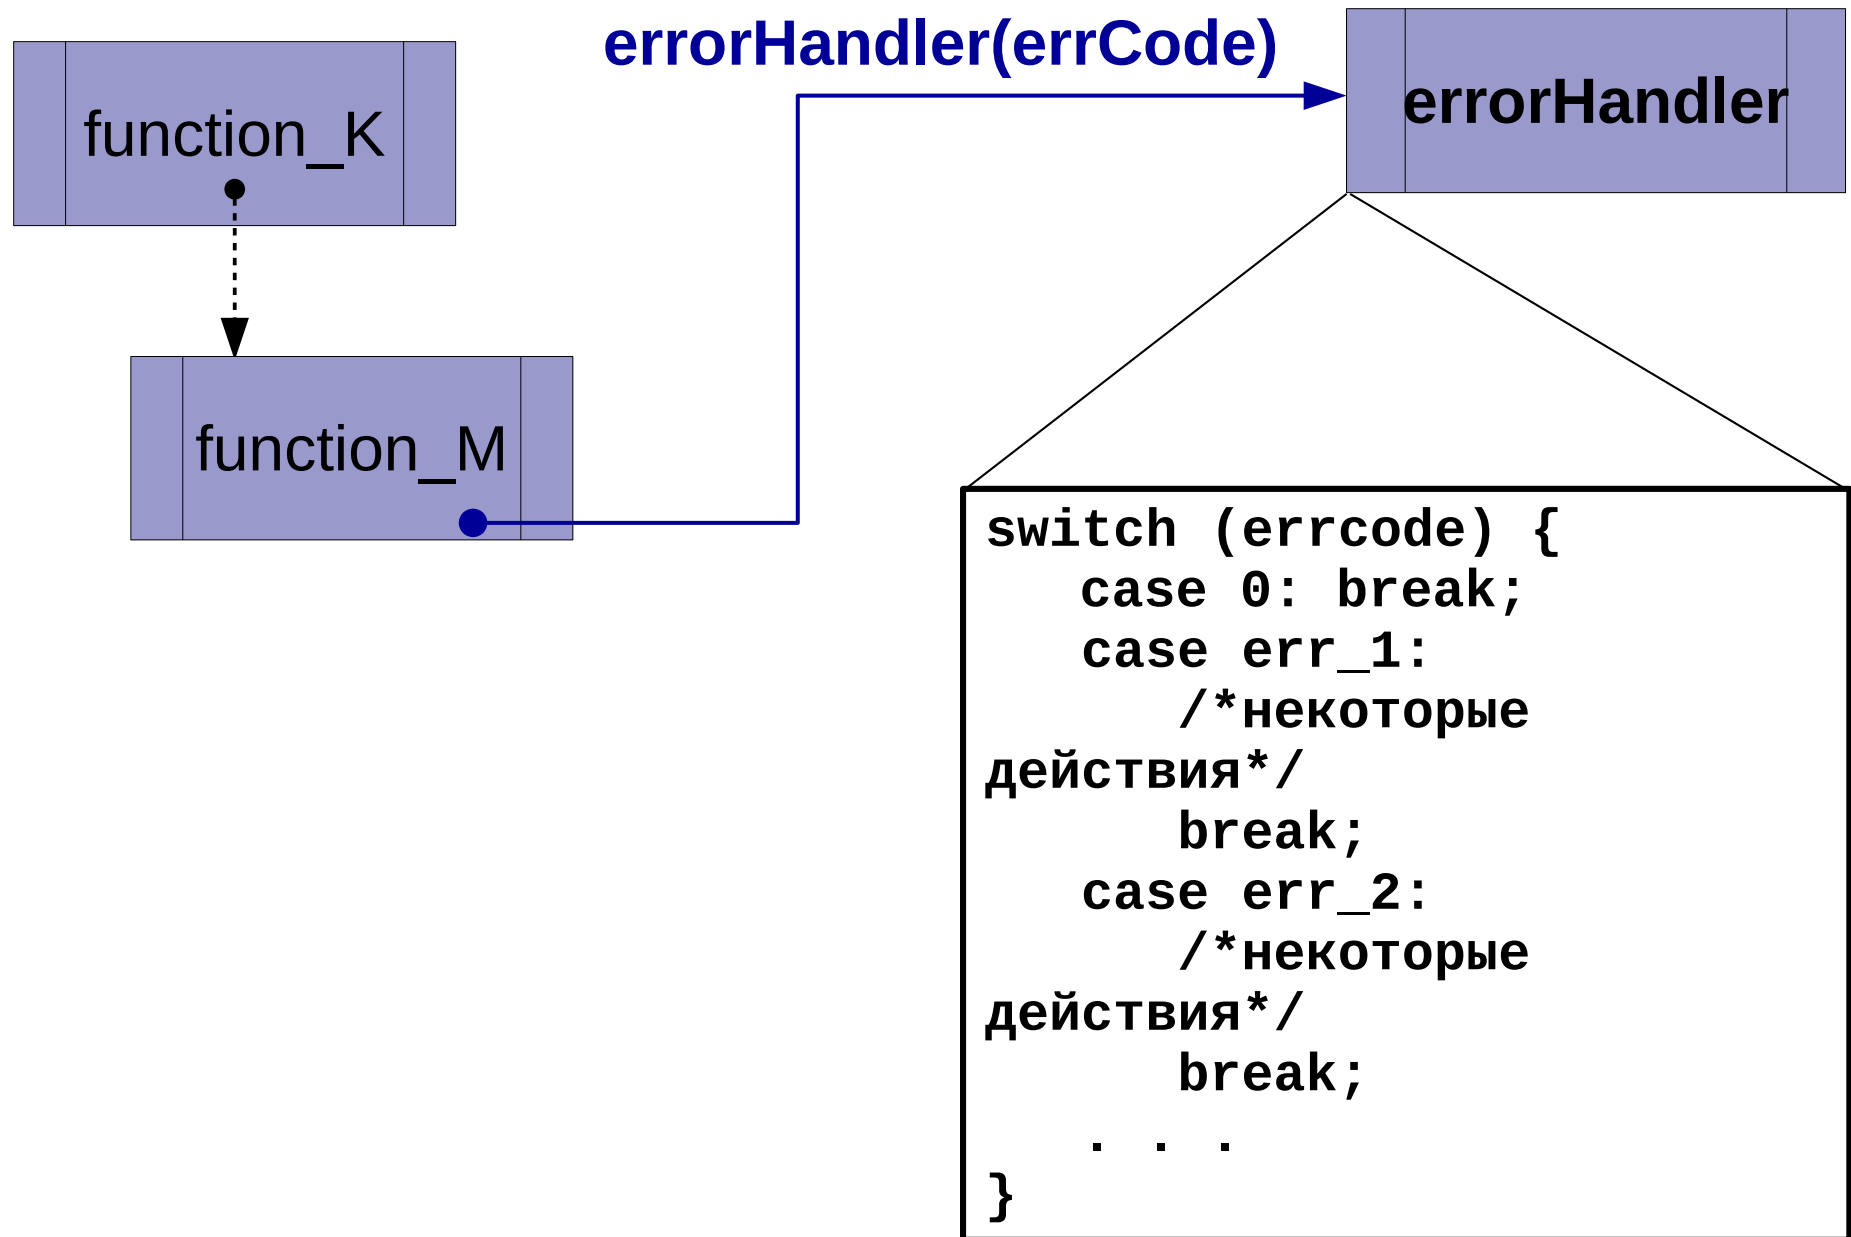 errorHandler(errCode)
function_K
errorHandler
function_M
switch (errcode) {
case 0: break;
case err_1:
/*некоторые
действия*/
break;
case err_2:
/*некоторые
действия*/
break;
. . .
}